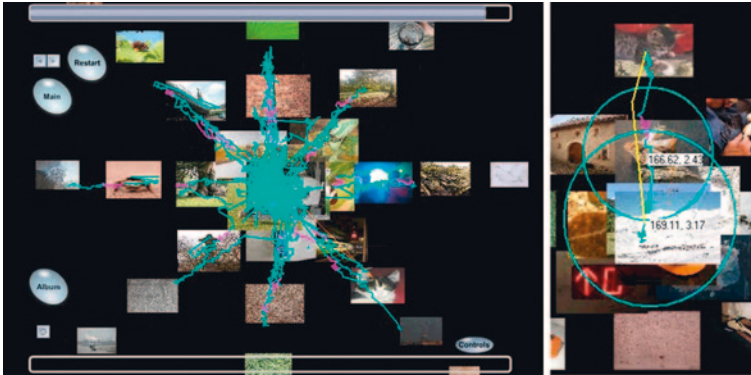 Restart
Main
Album
Controls
166.62, 2.43
169.11, 3.17